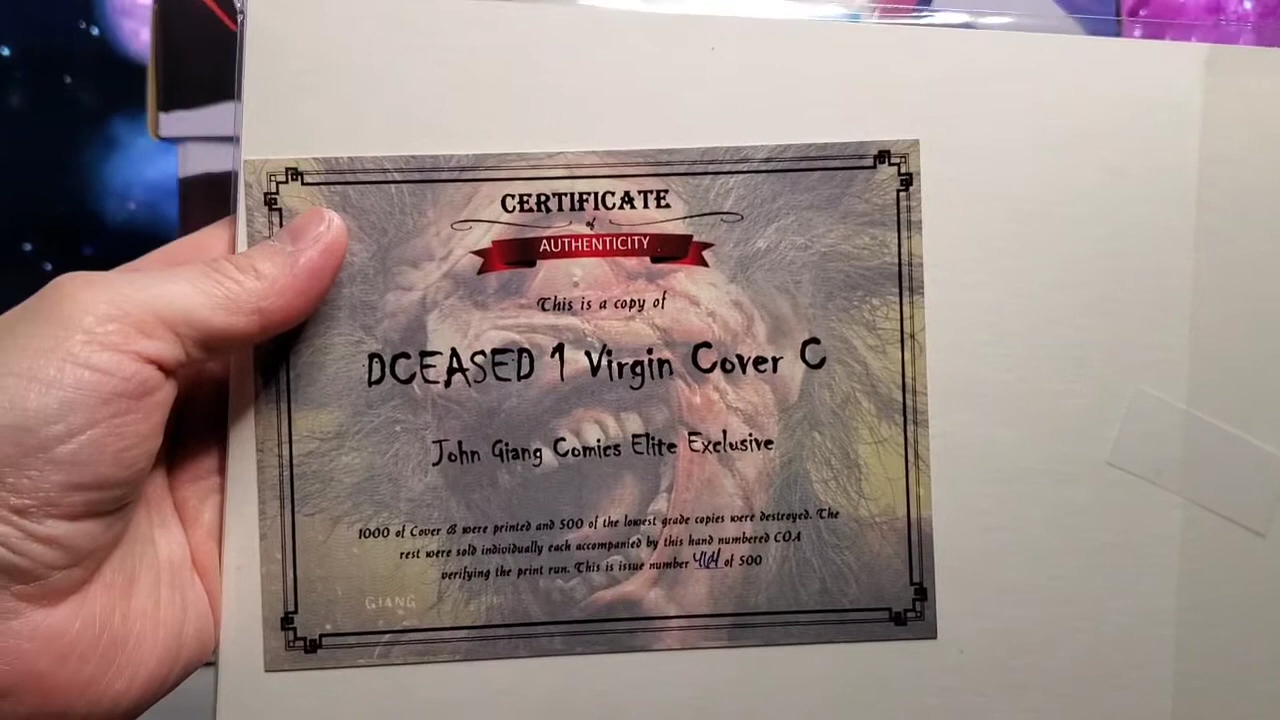 CERTIFICATE
of
AUTHENTICITY
This is a copy of
DCEASED 1 Virgin Cover C
John Giang Comics Elite Exclusive
1000 of Cover B were printed and 500 of the lowest grade copies were destroyed. The
rest were sold individually each accompanied by this hand numbered COA
verifying the print run. This is issue number of 500
GIANG